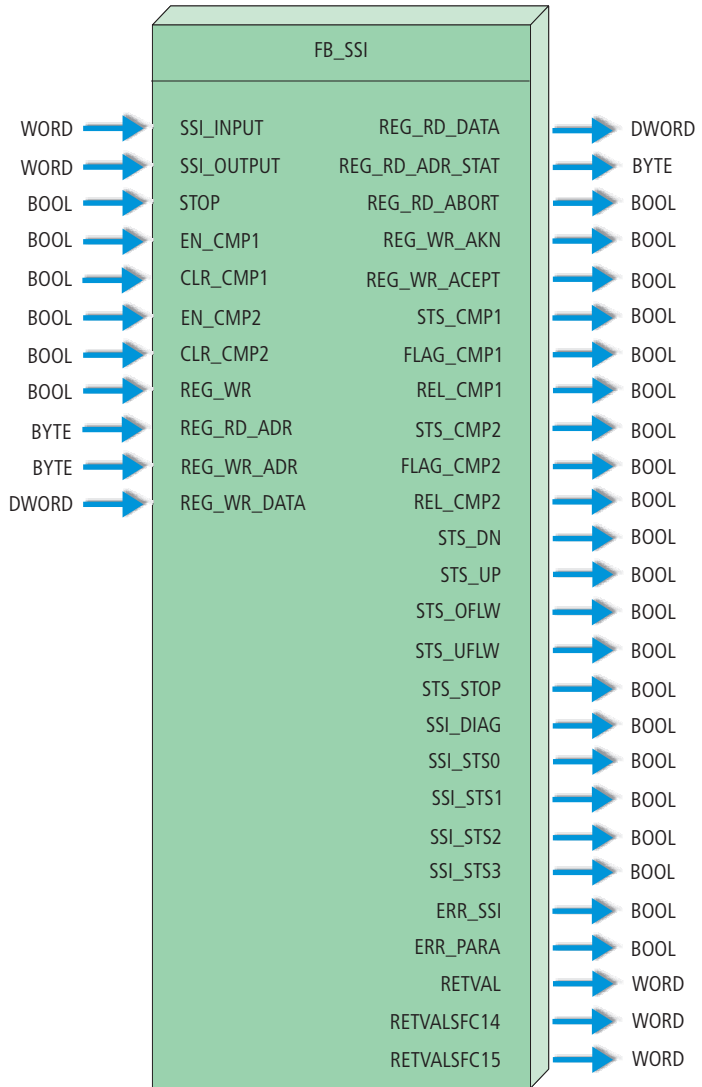 FB_SSI
WORD SSI_INPUT REG_RD_DATA DWORD
WORD SSI_OUTPUT REG_RD_ADR_STAT BYTE
BOOL STOP REG_RD_ABORT BOOL
BOOL EN_CMP1 REG_WR_AKN BOOL
BOOL CLR_CMP1 REG_WR_ACEPT BOOL
BOOL EN_CMP2 STS_CMP1 BOOL
BOOL CLR_CMP2 FLAG_CMP1 BOOL
BOOL REG_WR REL_CMP1 BOOL
BYTE REG_RD_ADR STS_CMP2 BOOL
BYTE REG_WR_ADR FLAG_CMP2 BOOL
DWORD REG_WR_DATA REL_CMP2 BOOL
STS_DN BOOL
STS_UP BOOL
STS_OFLW BOOL
STS_UFLW BOOL
STS_STOP BOOL
SSI_DIAG BOOL
SSI_STS0 BOOL
SSI_STS1 BOOL
SSI_STS2 BOOL
SSI_STS3 BOOL
ERR_SSI BOOL
ERR_PARA BOOL
RETVAL WORD
RETVALSFC14 WORD
RETVALSFC15 WORD